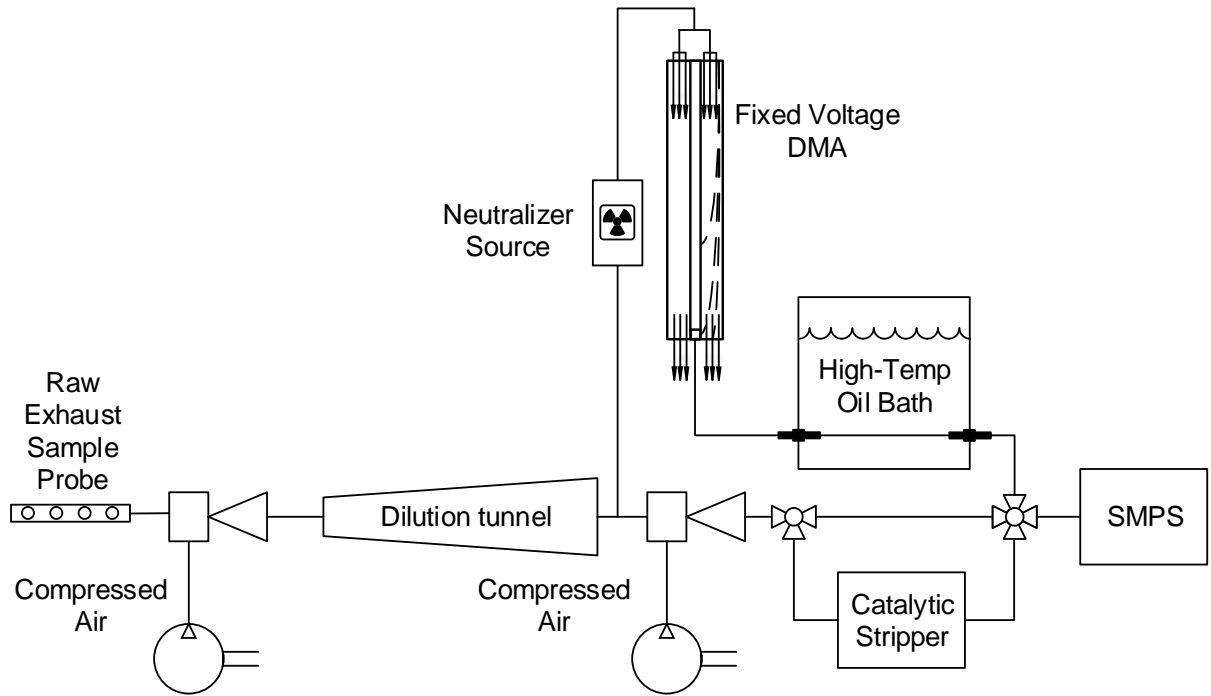 Fixed Voltage
DMA
Neutralizer
Source
High-Temp
Oil Bath
Raw
Exhaust
Sample
Probe
Dilution tunnel
SMPS
Compressed
Air
Compressed
Air
Catalytic
Stripper